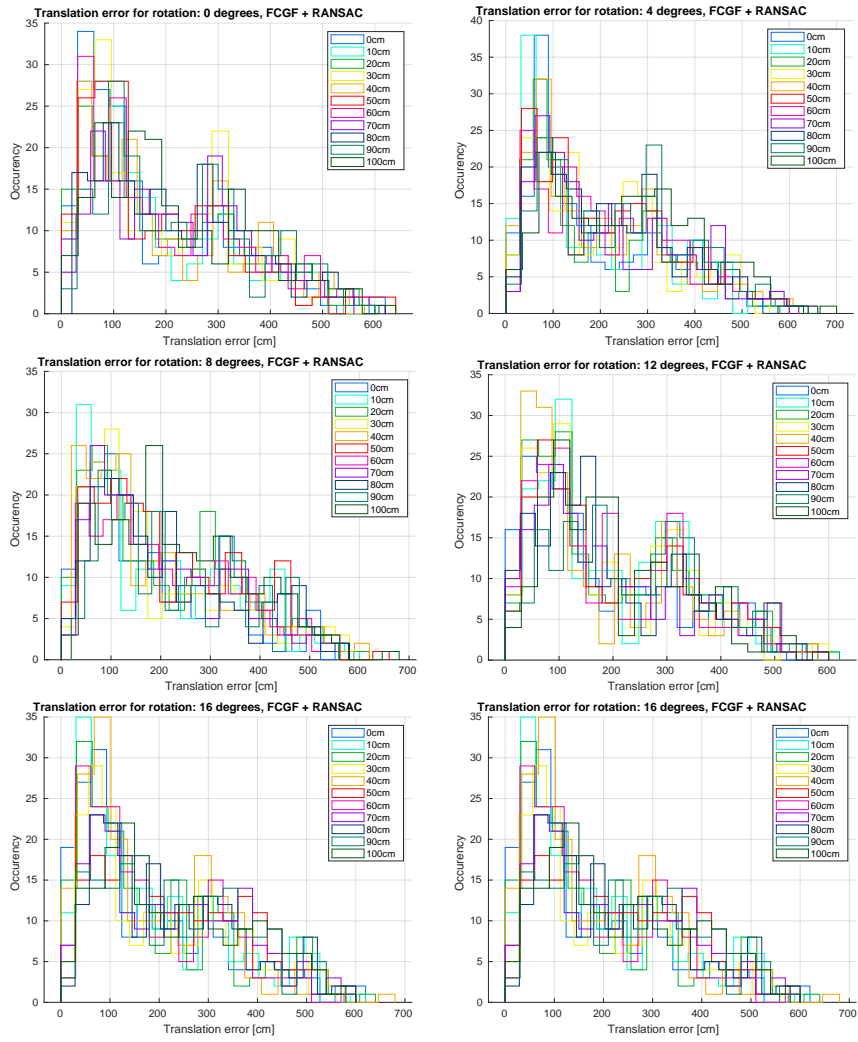 Translation error for rotation: 0 degrees, FCGF + RANSAC
35
30
25
20
15
10
5
0
Occurency
0cm
10cm
20cm
30cm
40cm
50cm
60cm
70cm
80cm
90cm
100cm
0 100 200 300 400 500 600
Translation error [cm]
Translation error for rotation: 4 degrees, FCGF + RANSAC
40
35
30
25
20
15
10
5
0
Occurency
0cm
10cm
20cm
30cm
40cm
50cm
60cm
70cm
80cm
90cm
100cm
0 100 200 300 400 500 600 700
Translation error [cm]
Translation error for rotation: 8 degrees, FCGF + RANSAC
35
30
25
20
15
10
5
0
Occurency
0cm
10cm
20cm
30cm
40cm
50cm
60cm
70cm
80cm
90cm
100cm
0 100 200 300 400 500 600 700
Translation error [cm]
Translation error for rotation: 12 degrees, FCGF + RANSAC
35
30
25
20
15
10
5
0
Occurency
0cm
10cm
20cm
30cm
40cm
50cm
60cm
70cm
80cm
90cm
100cm
0 100 200 300 400 500 600
Translation error [cm]
Translation error for rotation: 16 degrees, FCGF + RANSAC
35
30
25
20
15
10
5
0
Occurency
0cm
10cm
20cm
30cm
40cm
50cm
60cm
70cm
80cm
90cm
100cm
0 100 200 300 400 500 600 700
Translation error [cm]
Translation error for rotation: 16 degrees, FCGF + RANSAC
35
30
25
20
15
10
5
0
Occurency
0cm
10cm
20cm
30cm
40cm
50cm
60cm
70cm
80cm
90cm
100cm
0 100 200 300 400 500 600 700
Translation error [cm]